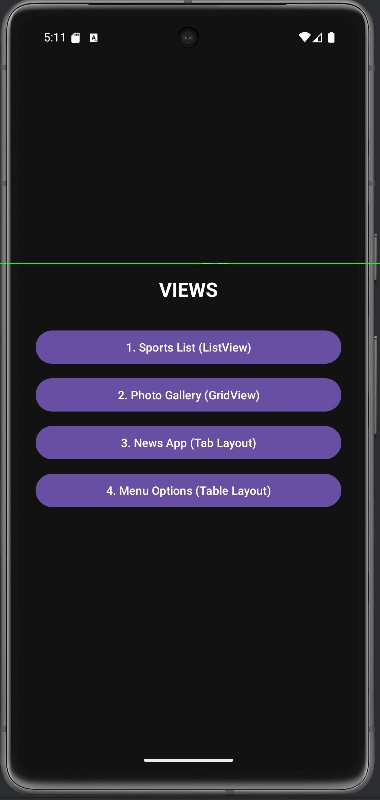 5:11 A
VIEWS
1. Sports List (ListView)
2. Photo Gallery (GridView)
3. News App (Tab Layout)
4. Menu Options (Table Layout)